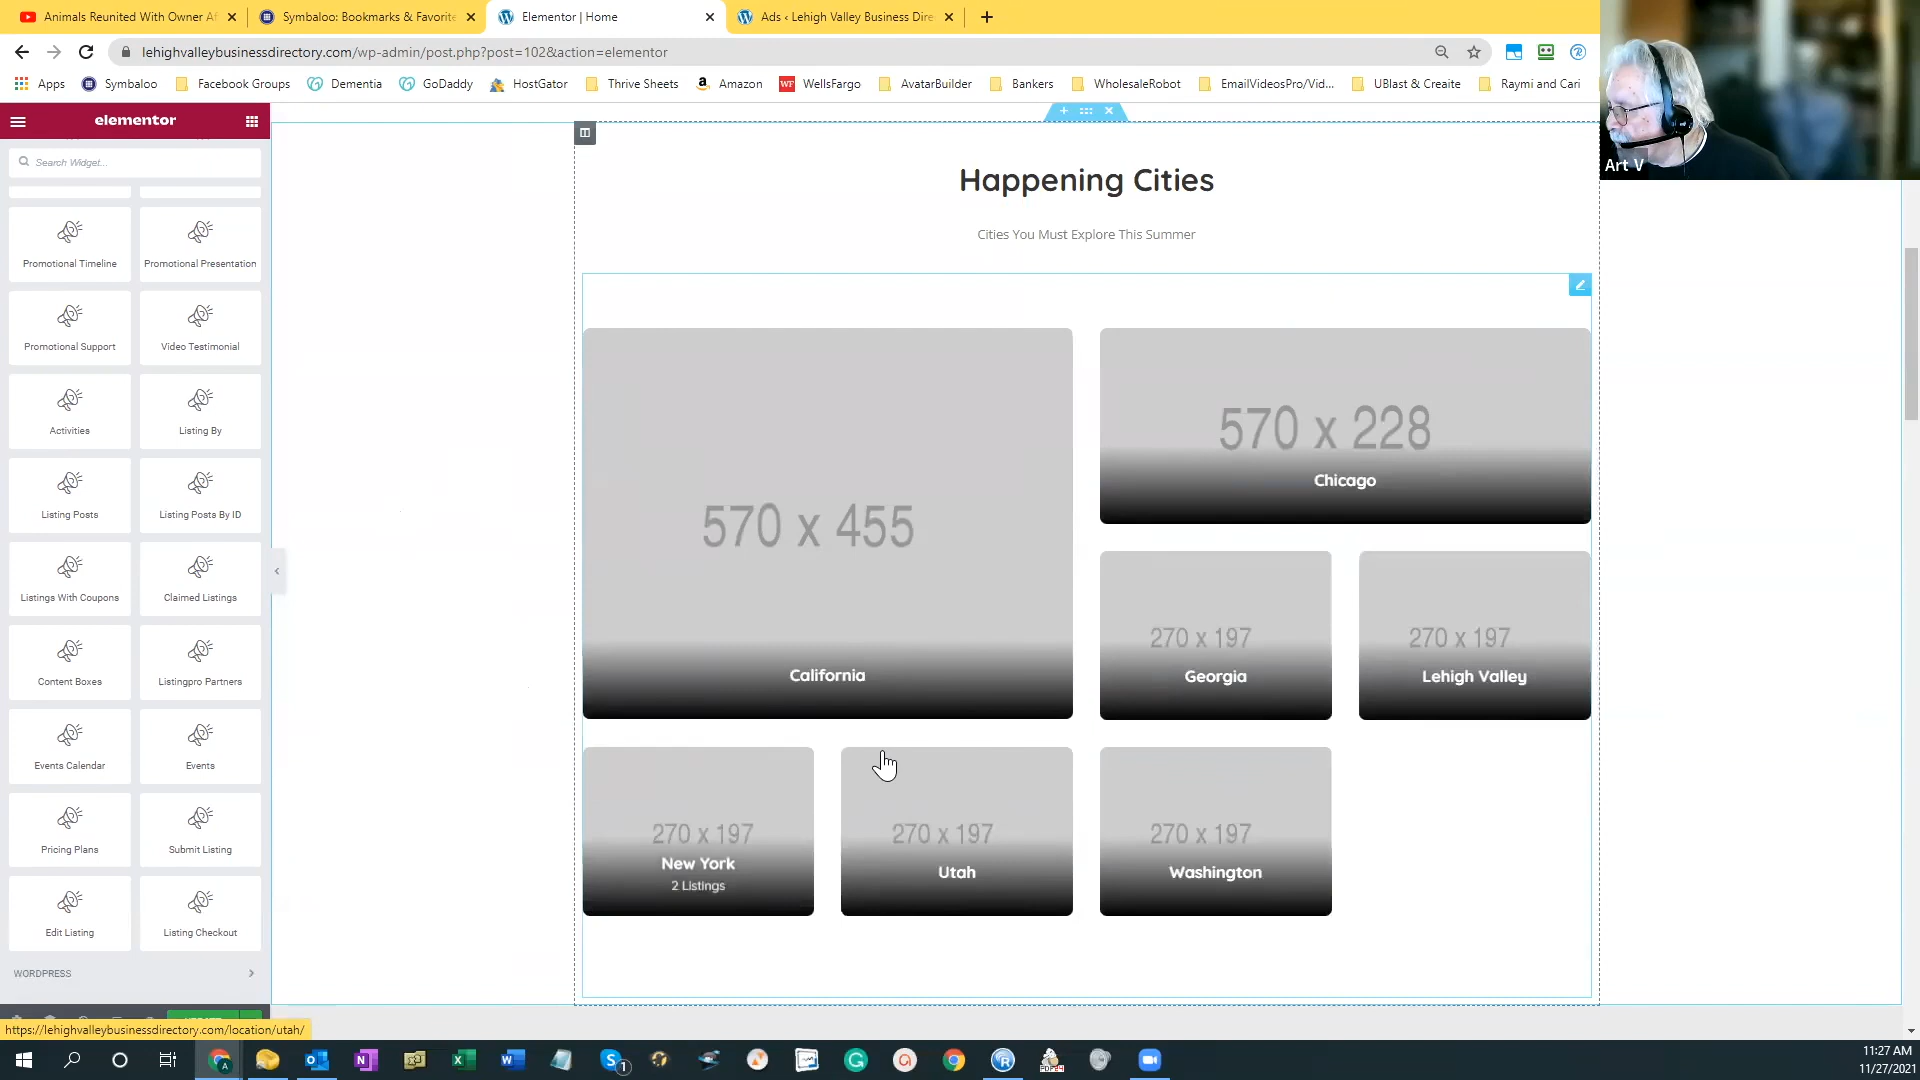 Animals Reunited With Owner Af
Symbaloo: Bookmarks & Favorite
Elementor | Home
Ads ‹ Lehigh Valley Business Dire
lehighvalleybusinessdirectory.com/wp-admin/post.php?post=102&action=elementor
Apps
Symbaloo
Facebook Groups
Dementia
GoDaddy
HostGator
Thrive Sheets
Amazon
WF
WellsFargo
AvatarBuilder
Bankers
WholesaleRobot
EmailVideosPro/Vid...
UBlast & Creaite
Raymi and Cari
Art V
elementor
Search Widget...
Promotional Timeline
Promotional Presentation
Promotional Support
Video Testimonial
Activities
Listing By
Listing Posts
Listing Posts By ID
Listings With Coupons
Claimed Listings
Content Boxes
Listingpro Partners
Events Calendar
Events
Pricing Plans
Submit Listing
Edit Listing
Listing Checkout
WORDPRESS
Happening Cities
Cities You Must Explore This Summer
570 x 455
California
570 x 228
Chicago
270 x 197
Georgia
270 x 197
Lehigh Valley
270 x 197
New York
2 Listings
270 x 197
Utah
270 x 197
Washington
https://lehighvalleybusinessdirectory.com/location/utah/
11:27 AM
11/27/2021